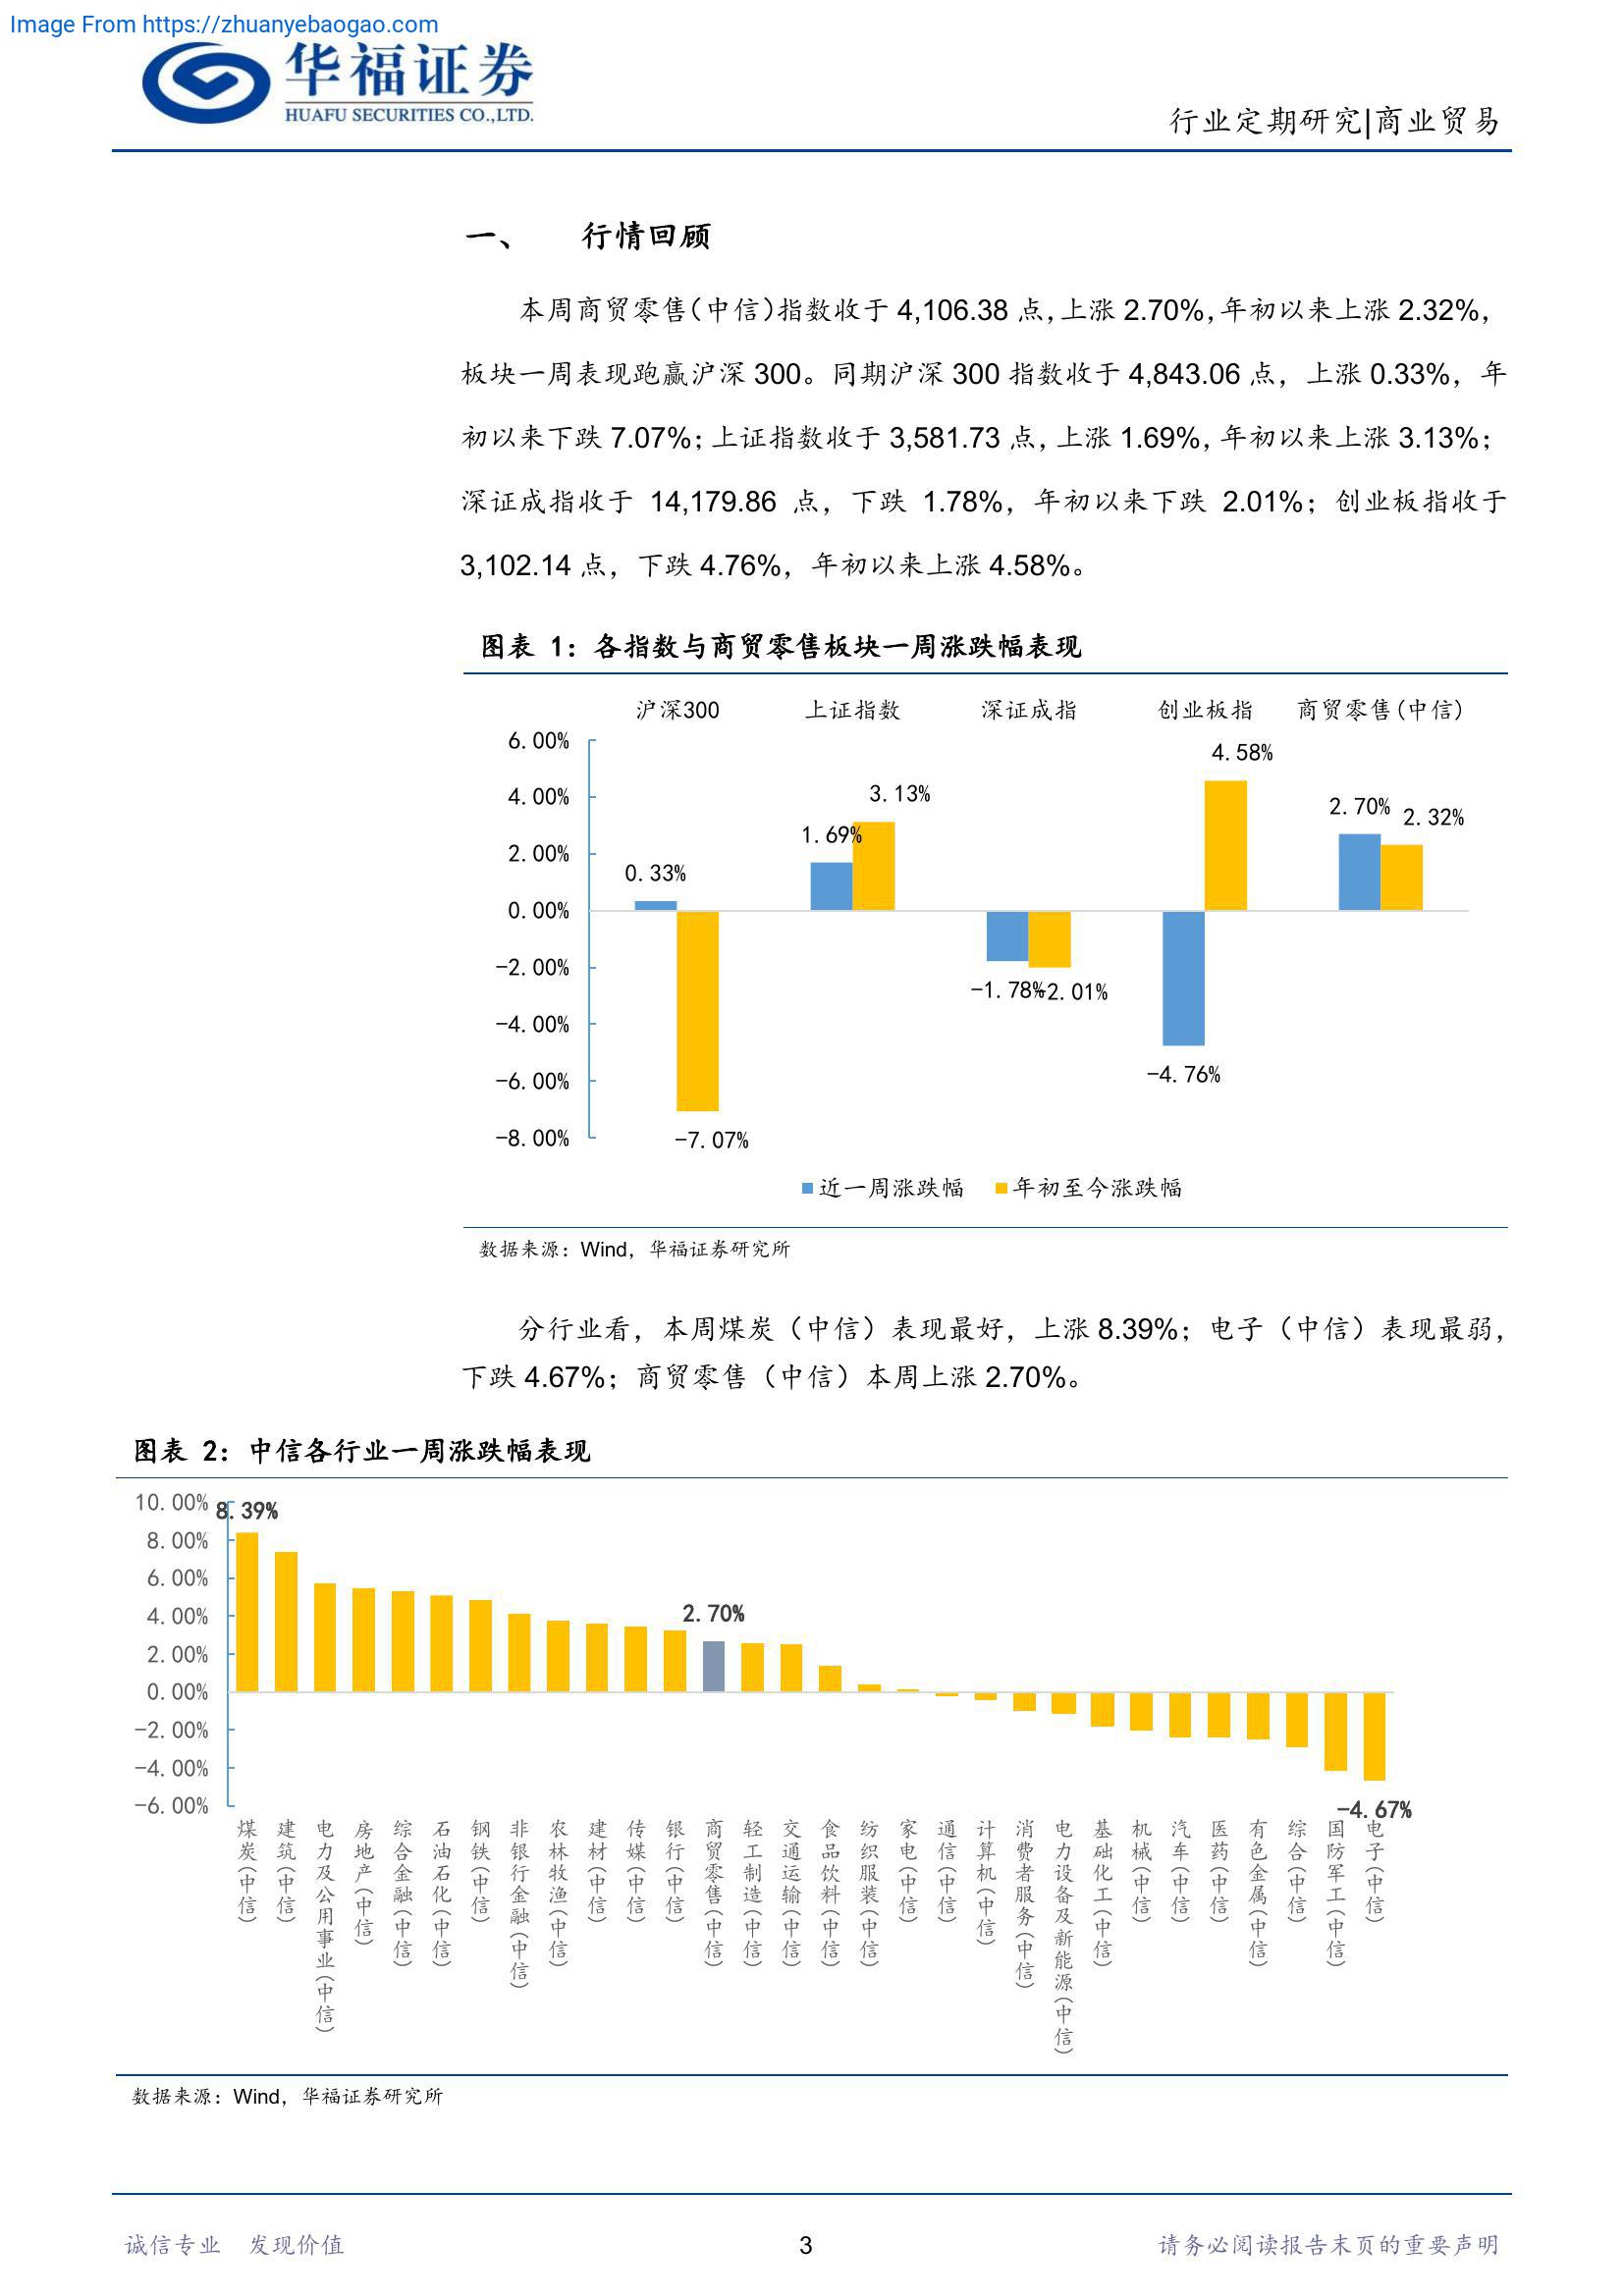 Image From https://zhuanyebaogao.com
华福证券
HUAFU SECURITIES CO.,LTD.
行业定期研究|商业贸易
一、 行情回顾
本周商贸零售(中信)指数收于 4,106.38 点,上涨 2.70%,年初以来上涨 2.32%,
板块一周表现跑赢沪深 300。同期沪深 300 指数收于 4,843.06 点，上涨 0.33%，年
初以来下跌 7.07%；上证指数收于 3,581.73 点，上涨 1.69%，年初以来上涨 3.13%；
深证成指收于 14,179.86 点，下跌 1.78%，年初以来下跌 2.01%；创业板指收于
3,102.14 点，下跌 4.76%，年初以来上涨 4.58%。
图表 1：各指数与商贸零售板块一周涨跌幅表现
沪深300 上证指数 深证成指 创业板指 商贸零售(中信)
6.00%
4.00%
2.00%
0.00%
-2.00%
-4.00%
-6.00%
-8.00%
0.33%
-7.07%
1.69%
3.13%
-1.78%
-2.01%
-4.76%
4.58%
2.70%
2.32%
近一周涨跌幅 年初至今涨跌幅
数据来源：Wind，华福证券研究所
分行业看，本周煤炭（中信）表现最好，上涨 8.39%；电子（中信）表现最弱，
下跌 4.67%；商贸零售（中信）本周上涨 2.70%。
图表 2：中信各行业一周涨跌幅表现
10.00%
8.00%
6.00%
4.00%
2.00%
0.00%
-2.00%
-4.00%
-6.00%
8.39%
2.70%
-4.67%
煤炭(中信)
建筑(中信)
电力及公用事业(中信)
房地产(中信)
综合金融(中信)
石油石化(中信)
钢铁(中信)
非银行金融(中信)
农林牧渔(中信)
建材(中信)
传媒(中信)
银行(中信)
商贸零售(中信)
轻工制造(中信)
交通运输(中信)
食品饮料(中信)
纺织服装(中信)
家电(中信)
通信(中信)
计算机(中信)
消费者服务(中信)
电力设备及新能源(中信)
基础化工(中信)
机械(中信)
汽车(中信)
医药(中信)
有色金属(中信)
综合(中信)
国防军工(中信)
电子(中信)
数据来源：Wind，华福证券研究所
诚信专业 发现价值
3
请务必阅读报告末页的重要声明